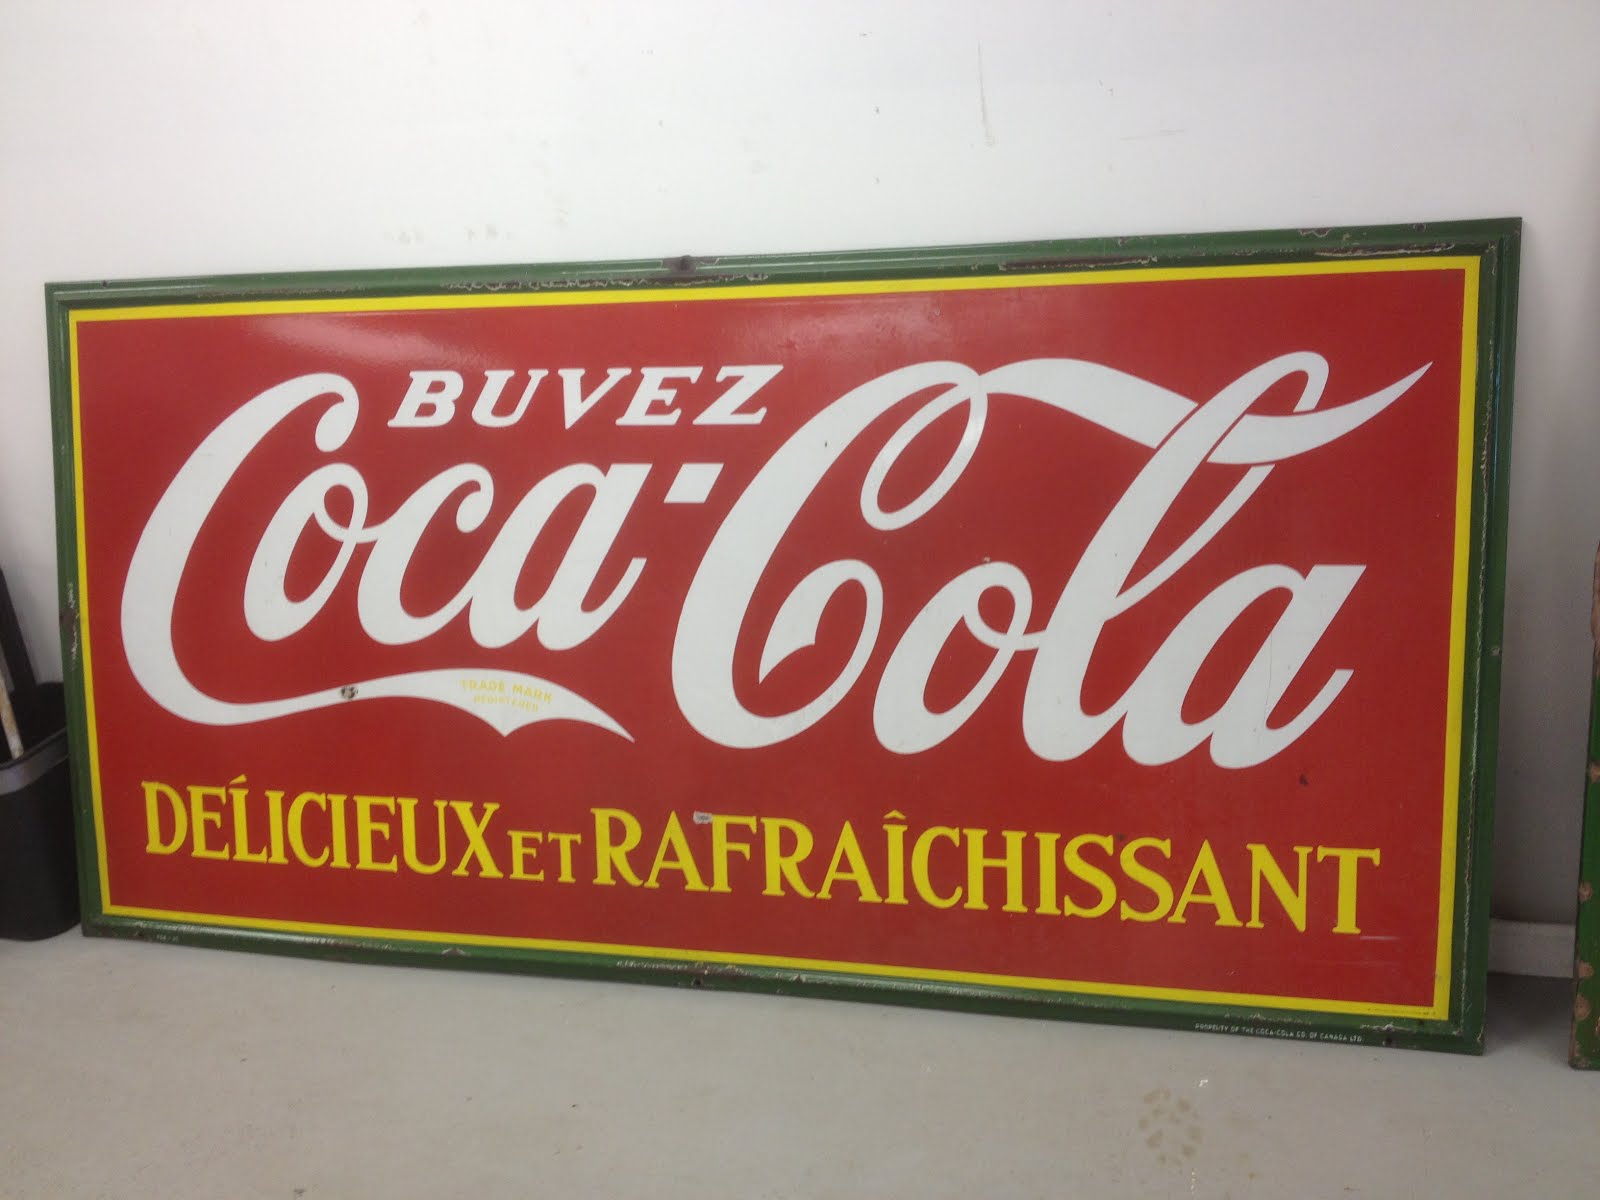 BUVEZ
Coca-Cola
TRADE MARK
REGISTERED
DÉLICIEUX ET RAFRAÎCHISSANT
PROPERTY OF THE COCA-COLA CO. OF CANADA LTD.